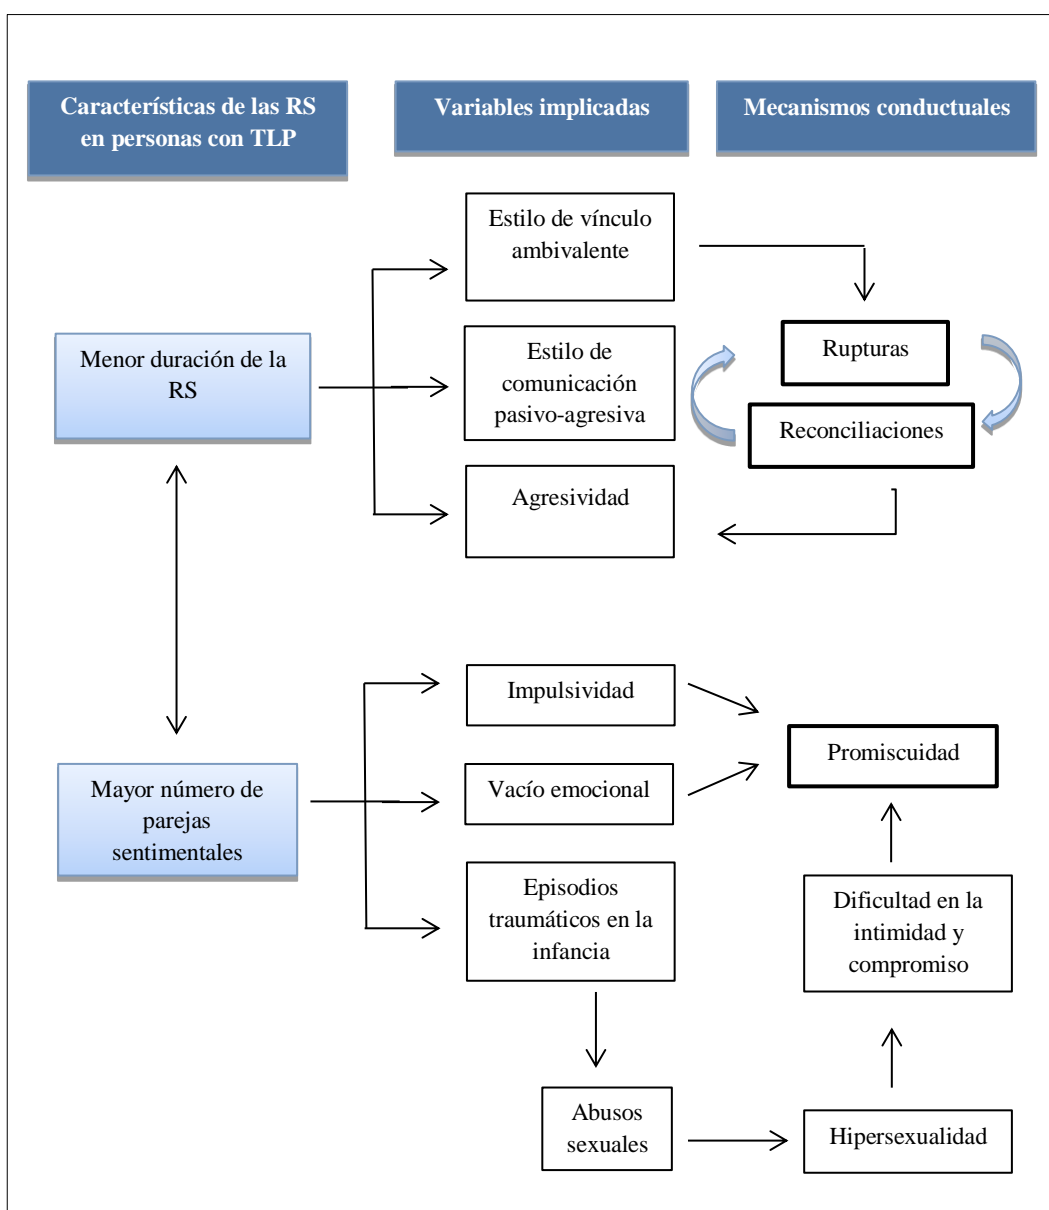 Características de las RS
en personas con TLP
Variables implicadas
Mecanismos conductuales
Estilo de vínculo
ambivalente
Menor duración de la
RS
Estilo de
comunicación
pasivo-agresiva
Rupturas
Reconciliaciones
Agresividad
Impulsividad
Mayor número de
parejas
sentimentales
Vacío emocional
Promiscuidad
Episodios
traumáticos en la
infancia
Dificultad en la
intimidad y
compromiso
Abusos
sexuales
Hipersexualidad